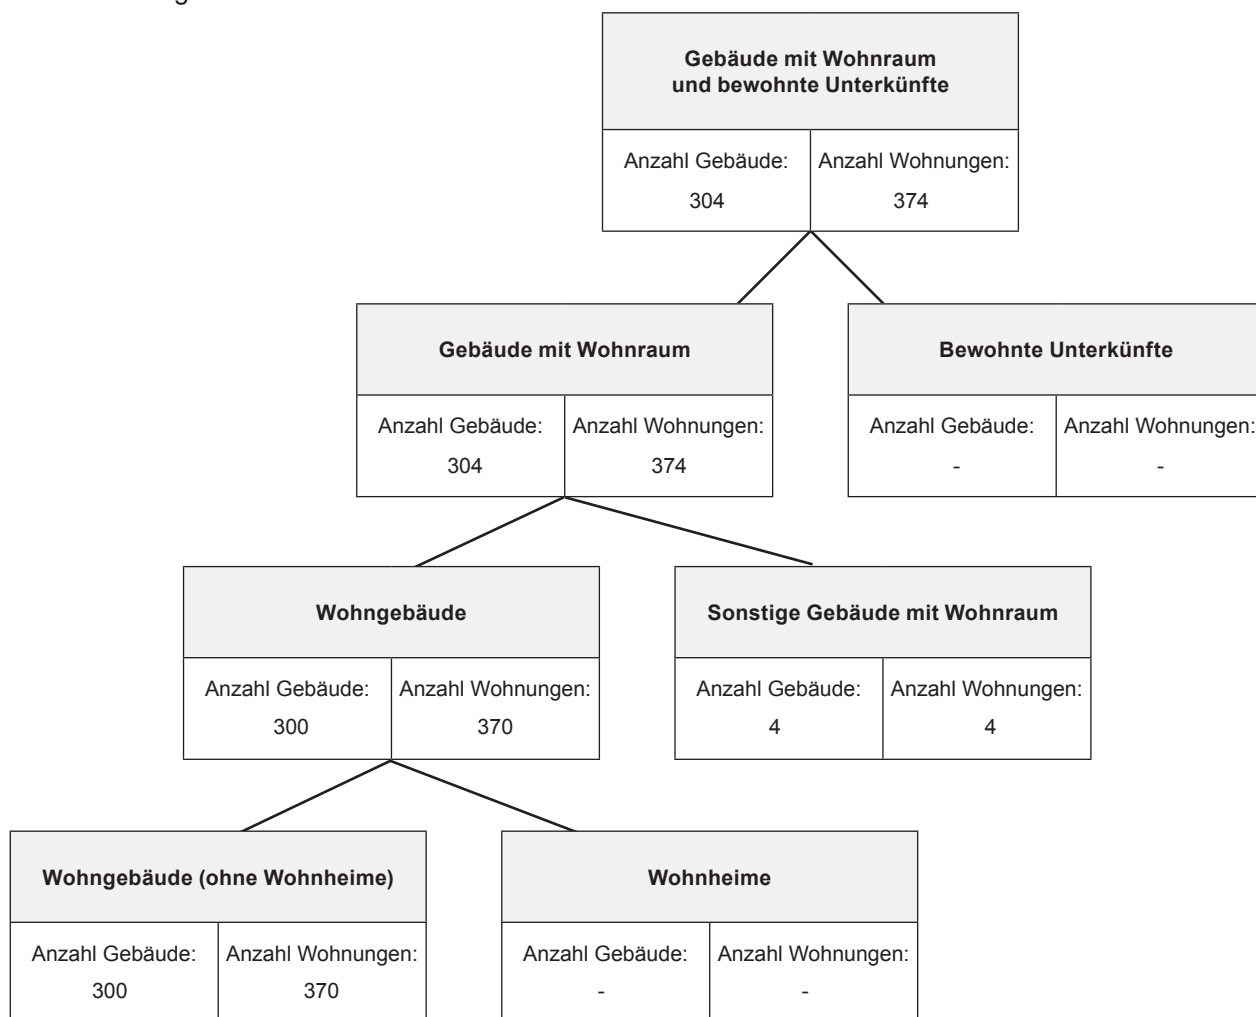 Gebäude mit Wohnraum
und bewohnte Unterkünfte
Anzahl Gebäude: Anzahl Wohnungen:
304 374
Gebäude mit Wohnraum
Bewohnte Unterkünfte
Anzahl Gebäude: Anzahl Wohnungen:
304 374
Anzahl Gebäude: Anzahl Wohnungen:
- -
Wohngebäude
Sonstige Gebäude mit Wohnraum
Anzahl Gebäude: Anzahl Wohnungen:
300 370
Anzahl Gebäude: Anzahl Wohnungen:
4 4
Wohngebäude (ohne Wohnheime)
Wohnheime
Anzahl Gebäude: Anzahl Wohnungen:
300 370
Anzahl Gebäude: Anzahl Wohnungen:
- -